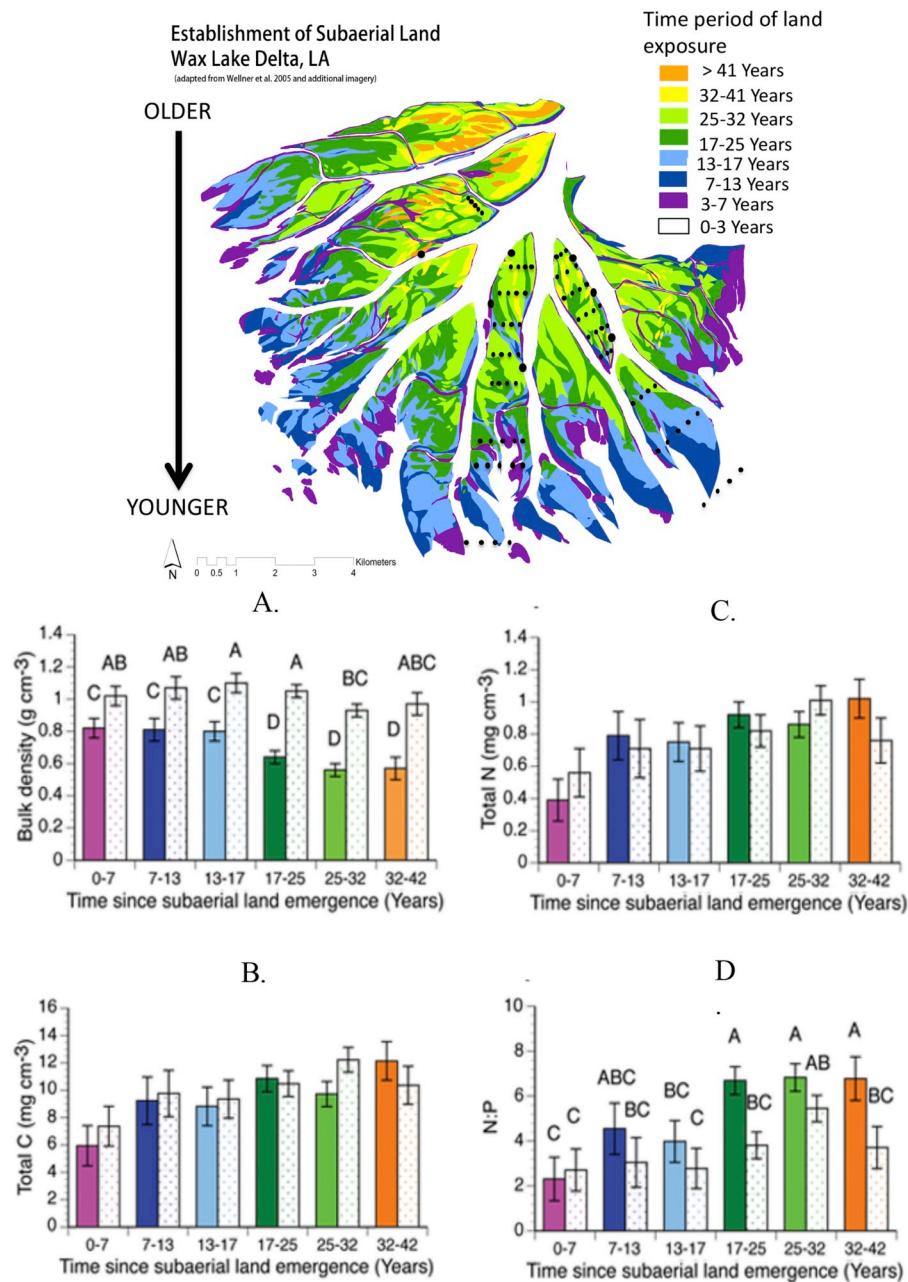 Establishment of Subaerial Land
Wax Lake Delta, LA
(adapted from Wellner et al. 2005 and additional imagery)
OLDER
YOUNGER
N
0 0.5 1 2 3 4
Kilometers
Time period of land
exposure
> 41 Years
32-41 Years
25-32 Years
17-25 Years
13-17 Years
7-13 Years
3-7 Years
0-3 Years
A.
Bulk density (g cm-3)
1.4
1.2
1
0.8
0.6
0.4
0.2
0
C AB C AB C A D A D BC D ABC
0-7 7-13 13-17 17-25 25-32 32-42
Time since subaerial land emergence (Years)
C.
Total N (mg cm-3)
1.4
1.2
1
0.8
0.6
0.4
0.2
0
0-7 7-13 13-17 17-25 25-32 32-42
Time since subaerial land emergence (Years)
B.
Total C (mg cm-3)
16
14
12
10
8
6
4
2
0
0-7 7-13 13-17 17-25 25-32 32-42
Time since subaerial land emergence (Years)
D
N:P
10
8
6
4
2
0
C C ABC BC BC C A BC A AB A BC
0-7 7-13 13-17 17-25 25-32 32-42
Time since subaerial land emergence (Years)